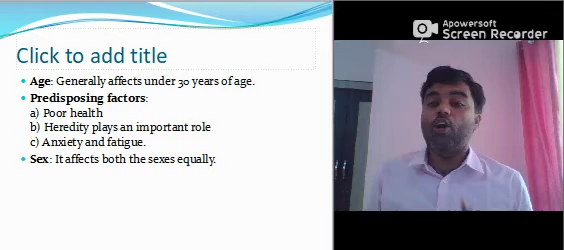 Apowersoft
Screen Recorder
Click to add title
Age: Generally affects under 30 years of age.
Predisposing factors:
a) Poor health
b) Heredity plays an important role
c) Anxiety and fatigue.
Sex: It affects both the sexes equally.